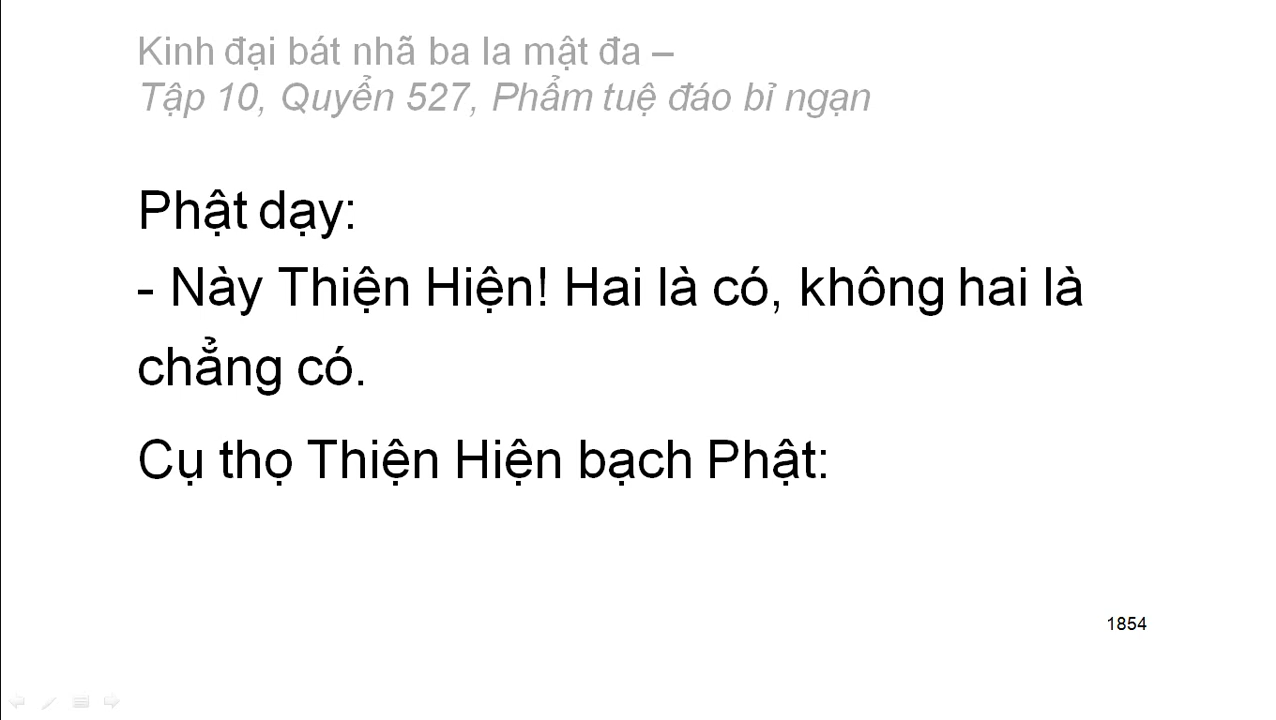 Kinh đại bát nhã ba la mật đa –
Tập 10, Quyển 527, Phẩm tuệ đáo bỉ ngạn
Phật dạy:
- Này Thiện Hiện! Hai là có, không hai là
chẳng có.
Cụ thọ Thiện Hiện bạch Phật:
1854